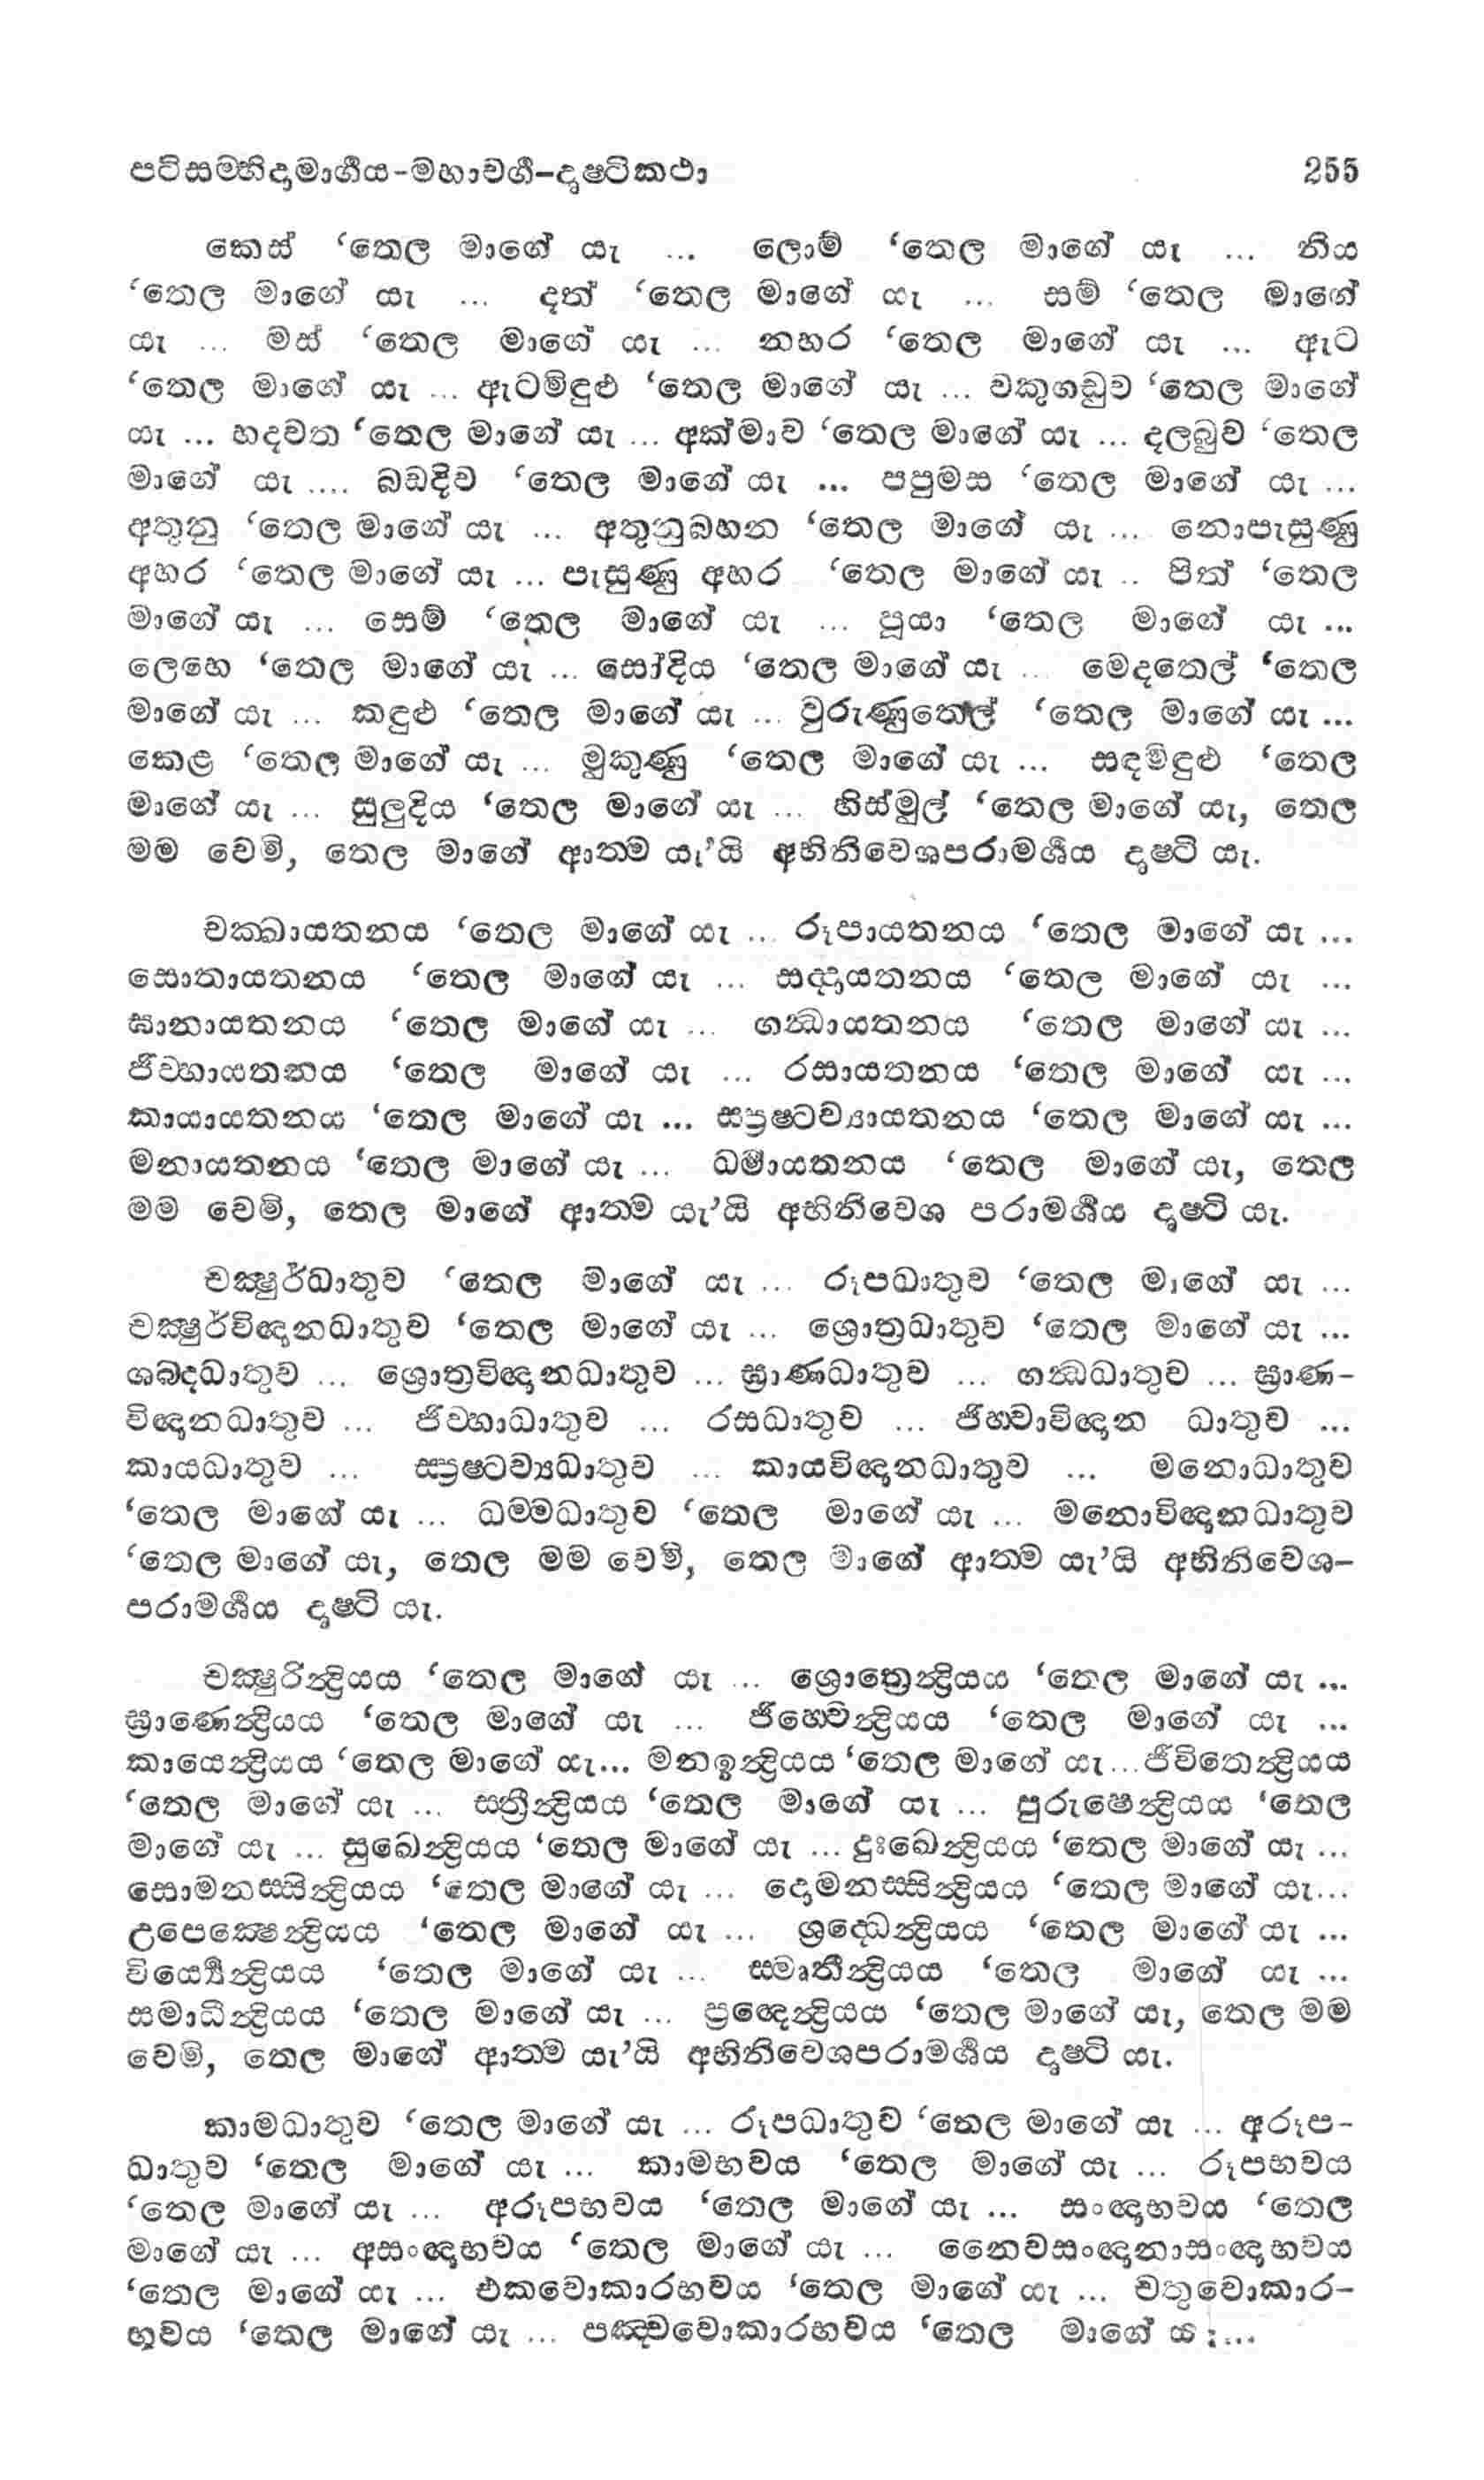 පටිසම්භිදාමාර්ගය-මහාවර්ග-දෘෂ්ටිකථා 255
කෙස් ‘තෙල මාගේ යැ ... ලොම් ‘තෙල මාගේ යැ ... නිය
‘තෙල මාගේ යැ ... දත් ‘තෙල මාගේ යැ ... සම් ‘තෙල මාගේ
යැ ... මස් ‘තෙල මාගේ යැ ... නහර ‘තෙල මාගේ යැ ... ඇට
‘තෙල මාගේ යැ ... ඇටමිඳුළු ‘තෙල මාගේ යැ ... වකුගඩුව ‘තෙල මාගේ
යැ ... හදවත ‘තෙල මාගේ යැ ... අක්මාව ‘තෙල මාගේ යැ ... දලබුව ‘තෙල
මාගේ යැ .... බඩදිව ‘තෙල මාගේ යැ ... පපුමස ‘තෙල මාගේ යැ ...
අතුනු ‘තෙල මාගේ යැ ... අතුනුබහන ‘තෙල මාගේ යැ ... නොපැසුණු
අහර ‘තෙල මාගේ යැ ... පැසුණු අහර ‘තෙල මාගේ යැ .. පිත් ‘තෙල
මාගේ යැ ... සෙම් ‘තෙල මාගේ යැ ... පූයා ‘තෙල මාගේ යැ ...
ලෙහෙ ‘තෙල මාගේ යැ ... සෝදිය ‘තෙල මාගේ යැ ... මෙදතෙල් ‘තෙල
මාගේ යැ ... කඳුළු ‘තෙල මාගේ යැ ... වුරුණුතෙල් ‘තෙල මාගේ යැ ...
කෙළ ‘තෙල මාගේ යැ ... මුකුණු ‘තෙල මාගේ යැ ... සඳමිඳුළු ‘තෙල
මාගේ යැ ... සුලුදිය ‘තෙල මාගේ යැ ... හිස්මුල් ‘තෙල මාගේ යැ, තෙල
මම වෙමි, තෙල මාගේ ආත්ම යැ’යි අභිනිවෙශපරාමර්ශය දෘෂ්ටි යැ.
චක්ඛායතනය ‘තෙල මාගේ යැ ... රූපායතනය ‘තෙල මාගේ යැ ...
සොතායතනය ‘තෙල මාගේ යැ ... සද්දායතනය ‘තෙල මාගේ යැ ...
ඝානායතනය ‘තෙල මාගේ යැ ... ගන්ධායතනය ‘තෙල මාගේ යැ ...
ජිව්හායතනය ‘තෙල මාගේ යැ ... රසායතනය ‘තෙල මාගේ යැ ...
කායායතනය ‘තෙල මාගේ යැ ... ස්ප්‍රෂ්ටව්‍යායතනය ‘තෙල මාගේ යැ ...
මනායතනය ‘තෙල මාගේ යැ ... ධර්මායතනය ‘තෙල මාගේ යැ, තෙල
මම වෙමි, තෙල මාගේ ආත්ම යැ’යි අභිනිවෙශ පරාමර්ශය දෘෂ්ටි යැ.
චක්‍ෂුර්ධාතුව ‘තෙල මාගේ යැ ... රූපධාතුව ‘තෙල මාගේ යැ ...
චක්‍ෂුර්විඥානධාතුව ‘තෙල මාගේ යැ ... ශ්‍රොත්‍රධාතුව ‘තෙල මාගේ යැ ...
ශබ්දධාතුව ... ශ්‍රොත්‍රවිඥානධාතුව ... ඝ්‍රාණධාතුව ... ගන්ධධාතුව ... ඝ්‍රාණ-
විඥානධාතුව ... ජිව්හාධාතුව ... රසධාතුව ... ජිහ්වාවිඥාන ධාතුව ...
කායධාතුව ... ස්ප්‍රෂ්ටව්‍යධාතුව ... කායවිඥානධාතුව ... මනොධාතුව
‘තෙල මාගේ යැ ... ධම්මධාතුව ‘තෙල මාගේ යැ ... මනොවිඥානධාතුව
‘තෙල මාගේ යැ, තෙල මම වෙමි, තෙල මාගේ ආත්ම යැ’යි අභිනිවෙශ-
පරාමර්ශය දෘෂ්ටි යැ.
චක්‍ෂුරින්ද්‍රියය ‘තෙල මාගේ යැ ... ශ්‍රොත්‍රෙන්ද්‍රියය ‘තෙල මාගේ යැ ...
ඝ්‍රාණෙන්ද්‍රියය ‘තෙල මාගේ යැ ... ජිහ්වෙන්ද්‍රියය ‘තෙල මාගේ යැ ...
කායෙන්ද්‍රියය ‘තෙල මාගේ යැ... මනඉන්ද්‍රියය ‘තෙල මාගේ යැ...ජීවිතෙන්ද්‍රියය
‘තෙල මාගේ යැ ... ස්ත්‍රීන්ද්‍රියය ‘තෙල මාගේ යැ ... පුරුෂෙන්ද්‍රියය ‘තෙල
මාගේ යැ ... සුඛෙන්ද්‍රියය ‘තෙල මාගේ යැ ... දුඃඛෙන්ද්‍රියය ‘තෙල මාගේ යැ ...
සොමනස්සින්ද්‍රියය ‘තෙල මාගේ යැ ... දොමනස්සින්ද්‍රියය ‘තෙල මාගේ යැ...
උපෙක්‍ෂෙන්ද්‍රියය ‘තෙල මාගේ යැ ... ශ්‍රද්ධෙන්ද්‍රියය ‘තෙල මාගේ යැ ...
වීර්‍ය්‍යෙන්ද්‍රියය ‘තෙල මාගේ යැ ... ස්මෘතීන්ද්‍රියය ‘තෙල මාගේ යැ ...
සමාධීන්ද්‍රියය ‘තෙල මාගේ යැ ... ප්‍රඥෙන්ද්‍රියය ‘තෙල මාගේ යැ, තෙල මම
වෙමි, තෙල මාගේ ආත්ම යැ’යි අභිනිවෙශපරාමර්ශය දෘෂ්ටි යැ.
කාමධාතුව ‘තෙල මාගේ යැ ... රූපධාතුව ‘තෙල මාගේ යැ ... අරූප-
ධාතුව ‘තෙල මාගේ යැ ... කාමභවය ‘තෙල මාගේ යැ ... රූපභවය
‘තෙල මාගේ යැ ... අරූපභවය ‘තෙල මාගේ යැ ... සංඥාභවය ‘තෙල
මාගේ යැ ... අසංඥාභවය ‘තෙල මාගේ යැ ... නෛවසංඥානාසංඥාභවය
‘තෙල මාගේ යැ ... එකවොකාරභවය ‘තෙල මාගේ යැ ... චතුවොකාර-
භවය ‘තෙල මාගේ යැ ... පඤ්චවොකාරභවය ‘තෙල මාගේ යැ...